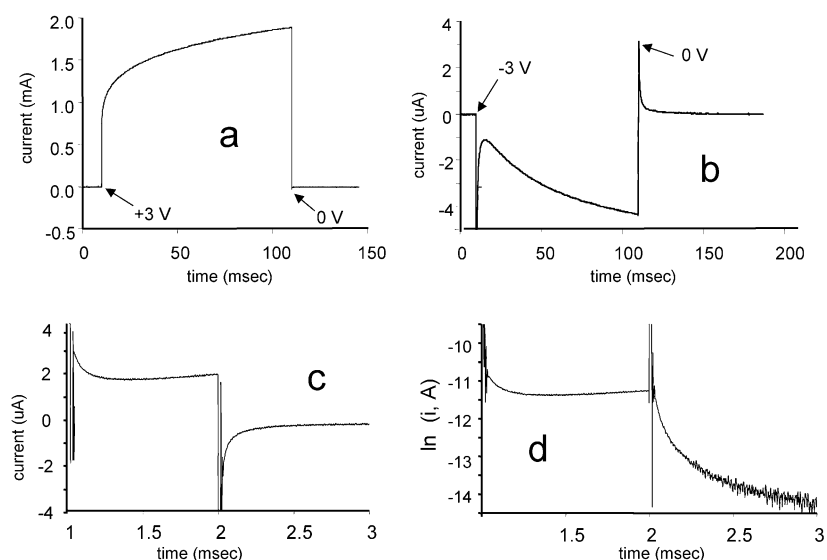 2.0
1.5
1.0
0.5
0.0
-0.5
current (mA)
a
+3 V
0 V
0
50
100
150
time (msec)
4
2
0
-2
-4
current (uA)
-3 V
0 V
b
0
50
100
150
200
time (msec)
4
2
0
-2
-4
current (uA)
c
1
1.5
2
2.5
3
time (msec)
-10
-11
-12
-13
-14
ln (i, A)
d
1.5
2
2.5
3
time (msec)